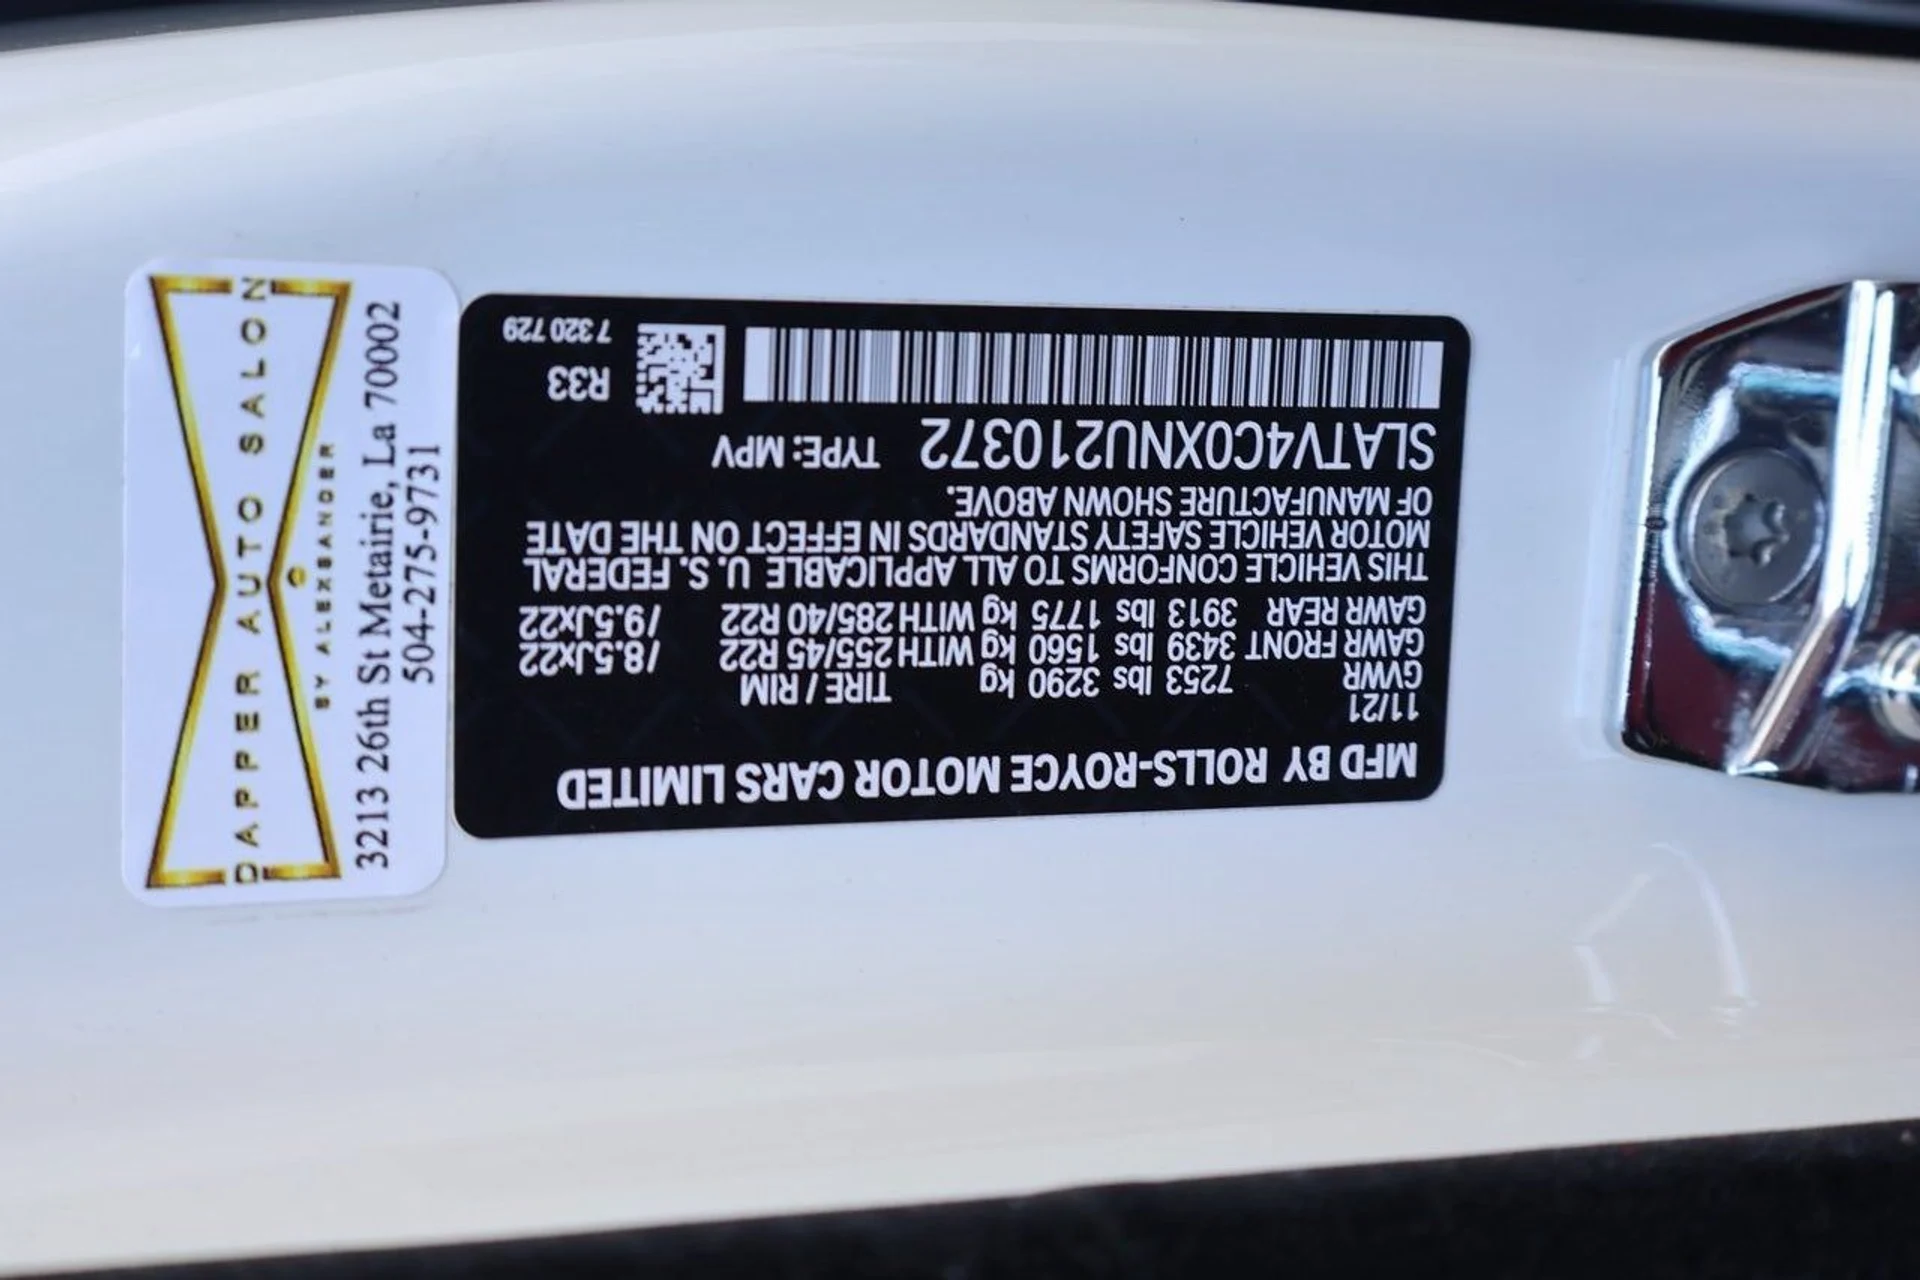 MFD BY ROLLS-ROYCE MOTOR CARS LIMITED
11/21
GVWR 7253 lbs 3290 kg TIRE / RIM
GAWR FRONT 3439 lbs 1560 kg WITH 255/45 R22 /8.5Jx22
GAWR REAR 3913 lbs 1775 kg WITH 285/40 R22 /9.5Jx22
THIS VEHICLE CONFORMS TO ALL APPLICABLE U. S. FEDERAL
MOTOR VEHICLE SAFETY STANDARDS IN EFFECT ON THE DATE
OF MANUFACTURE SHOWN ABOVE.
SLATV4C0XNU210372 TYPE: MPV
R33
7 320 729
DAPPER AUTO SALON
BY ALEXSANDER
3213 26th St Metairie, La 70002
504-275-9731